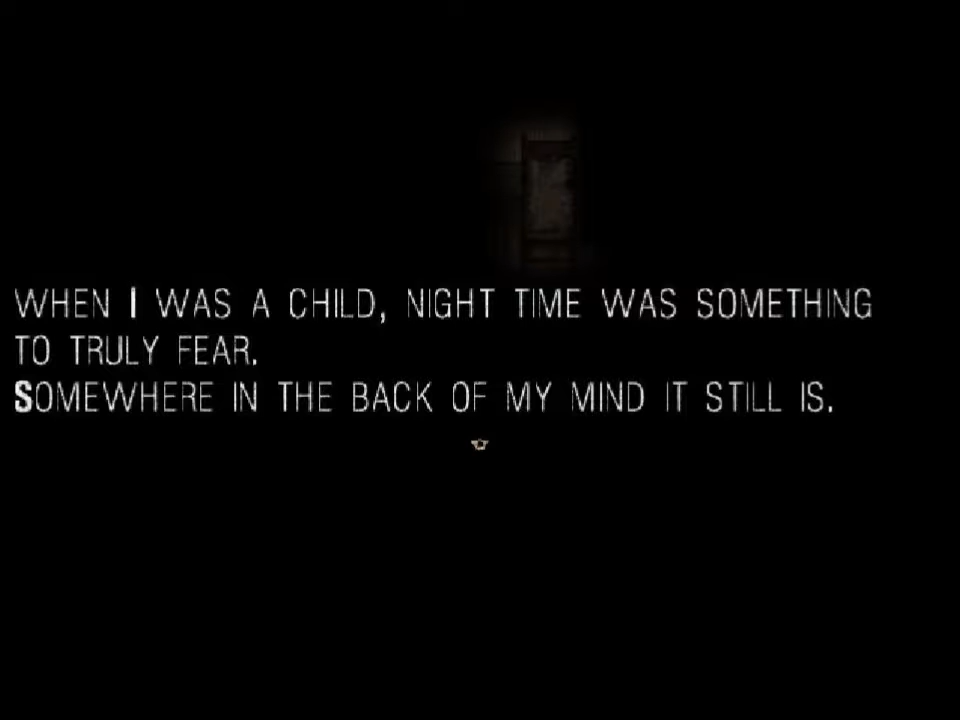 WHEN I WAS A CHILD, NIGHT TIME WAS SOMETHING
TO TRULY FEAR.
SOMEWHERE IN THE BACK OF MY MIND IT STILL IS.